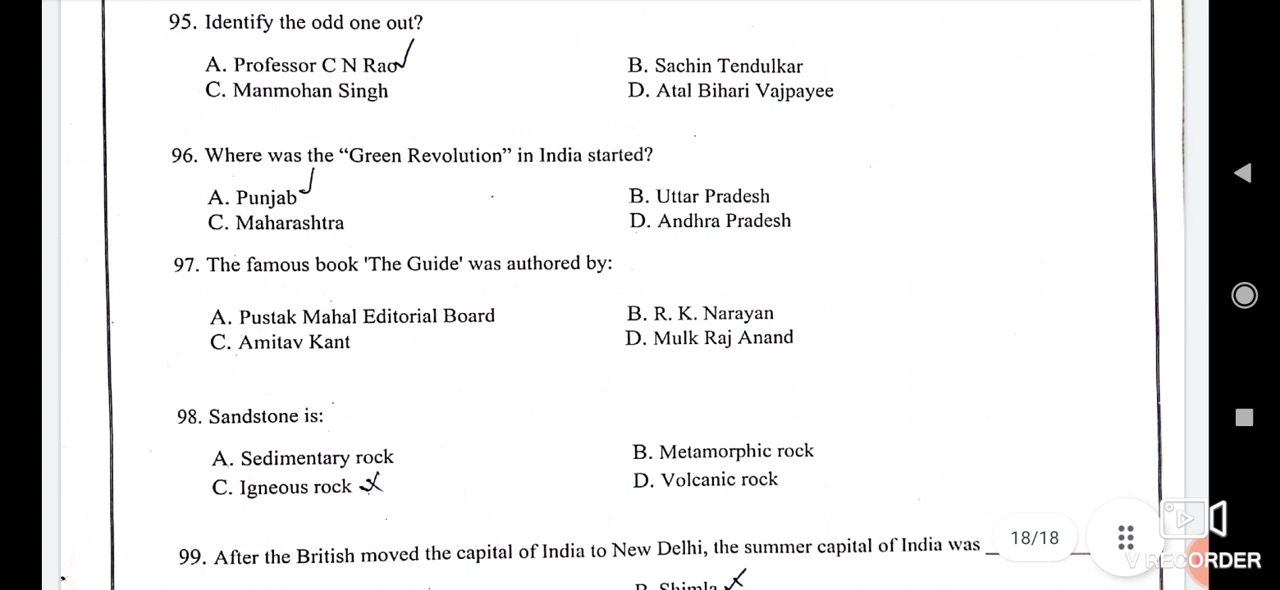 95. Identify the odd one out?
A. Professor C N Rao
B. Sachin Tendulkar
C. Manmohan Singh
D. Atal Bihari Vajpayee
96. Where was the “Green Revolution” in India started?
A. Punjab
B. Uttar Pradesh
C. Maharashtra
D. Andhra Pradesh
97. The famous book 'The Guide' was authored by:
A. Pustak Mahal Editorial Board
B. R. K. Narayan
C. Amitav Kant
D. Mulk Raj Anand
98. Sandstone is:
A. Sedimentary rock
B. Metamorphic rock
C. Igneous rock
D. Volcanic rock
99. After the British moved the capital of India to New Delhi, the summer capital of India was _
18/18
V RECORDER
B. Shimla